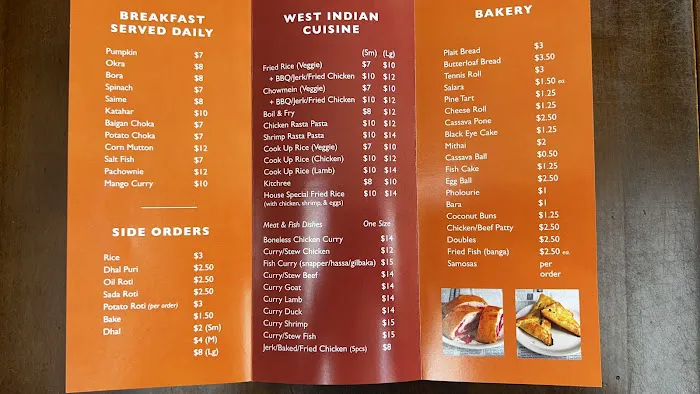 BREAKFAST
SERVED DAILY
Pumpkin $7
Okra $8
Bora $8
Spinach $7
Saime $8
Katahar $10
Baigan Choka $7
Potato Choka $7
Corn Mutton $12
Salt Fish $7
Pachownie $12
Mango Curry $10
SIDE ORDERS
Rice $3
Dhal Puri $2.50
Oil Roti $2.50
Sada Roti $2.50
Potato Roti (per order) $3
Bake $1.50
Dhal $2 (Sm)
$4 (M)
$8 (Lg)
WEST INDIAN
CUISINE
(Sm) (Lg)
Fried Rice (Veggie) $7 $10
+ BBQ/Jerk/Fried Chicken $10 $12
Chowmein (Veggie) $7 $10
+ BBQ/Jerk/Fried Chicken $10 $12
Boil & Fry $8 $12
Chicken Rasta Pasta $10 $12
Shrimp Rasta Pasta $10 $14
Cook Up Rice (Veggie) $7 $10
Cook Up Rice (Chicken) $10 $12
Cook Up Rice (Lamb) $10 $14
Kitchree $8 $10
House Special Fried Rice $10 $14
(with chicken, shrimp, & eggs)
Meat & Fish Dishes One Size
Boneless Chicken Curry $14
Curry/Stew Chicken $12
Fish Curry (snapper/hassa/gilbaka) $15
Curry/Stew Beef $14
Curry Goat $14
Curry Lamb $14
Curry Duck $14
Curry Shrimp $15
Curry/Stew Fish $15
Jerk/Baked/Fried Chicken (5pcs) $8
BAKERY
Plait Bread $3
Butterloaf Bread $3.50
Tennis Roll $3
Salara $1.50 ea.
Pine Tart $1.25
Cheese Roll $1.25
Cassava Pone $2.50
Black Eye Cake $1.25
Mithai $2
Cassava Ball $0.50
Fish Cake $1.25
Egg Ball $2.50
Pholourie $1
Bara $1
Coconut Buns $1.25
Chicken/Beef Patty $2.50
Doubles $2.50
Fried Fish (banga) $2.50 ea.
Samosas per
order